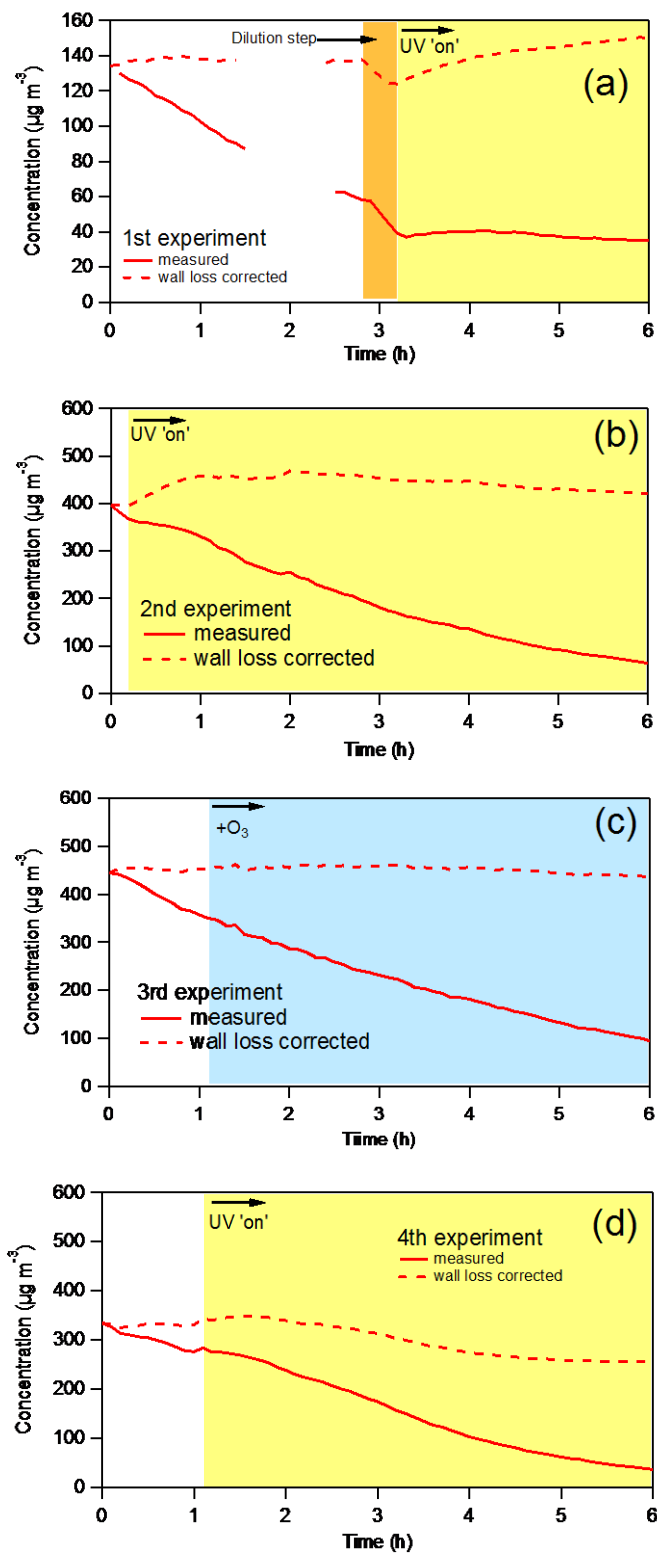 160
140
120
100
80
60
40
20
0
Concentration (µg m⁻³)
Dilution step
UV 'on'
(a)
1st experiment
measured
wall loss corrected
0 1 2 3 4 5 6
Time (h)
600
500
400
300
200
100
0
Concentration (µg m⁻³)
UV 'on'
(b)
2nd experiment
measured
wall loss corrected
0 1 2 3 4 5 6
Time (h)
600
500
400
300
200
100
0
Concentration (µg m⁻³)
+O₃
(c)
3rd experiment
measured
wall loss corrected
0 1 2 3 4 5 6
Time (h)
600
500
400
300
200
100
0
Concentration (µg m⁻³)
UV 'on'
(d)
4th experiment
measured
wall loss corrected
0 1 2 3 4 5 6
Time (h)